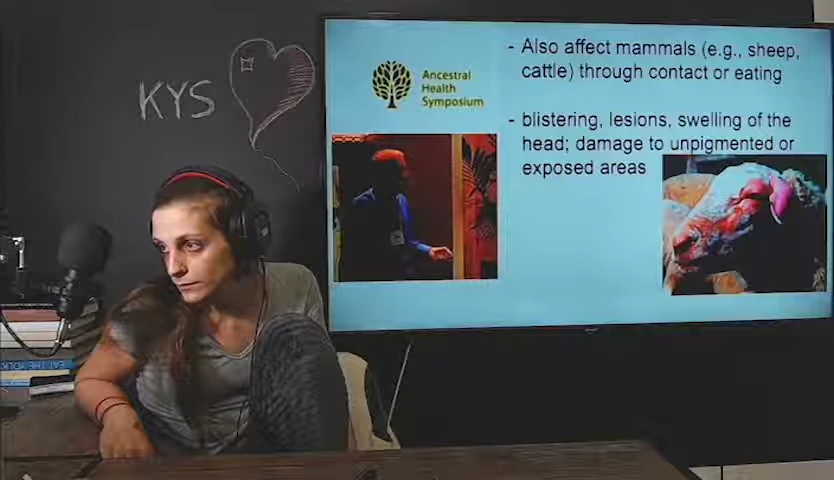 KYS
Ancestral
Health
Symposium
- Also affect mammals (e.g., sheep,
cattle) through contact or eating
- blistering, lesions, swelling of the
head; damage to unpigmented or
exposed areas